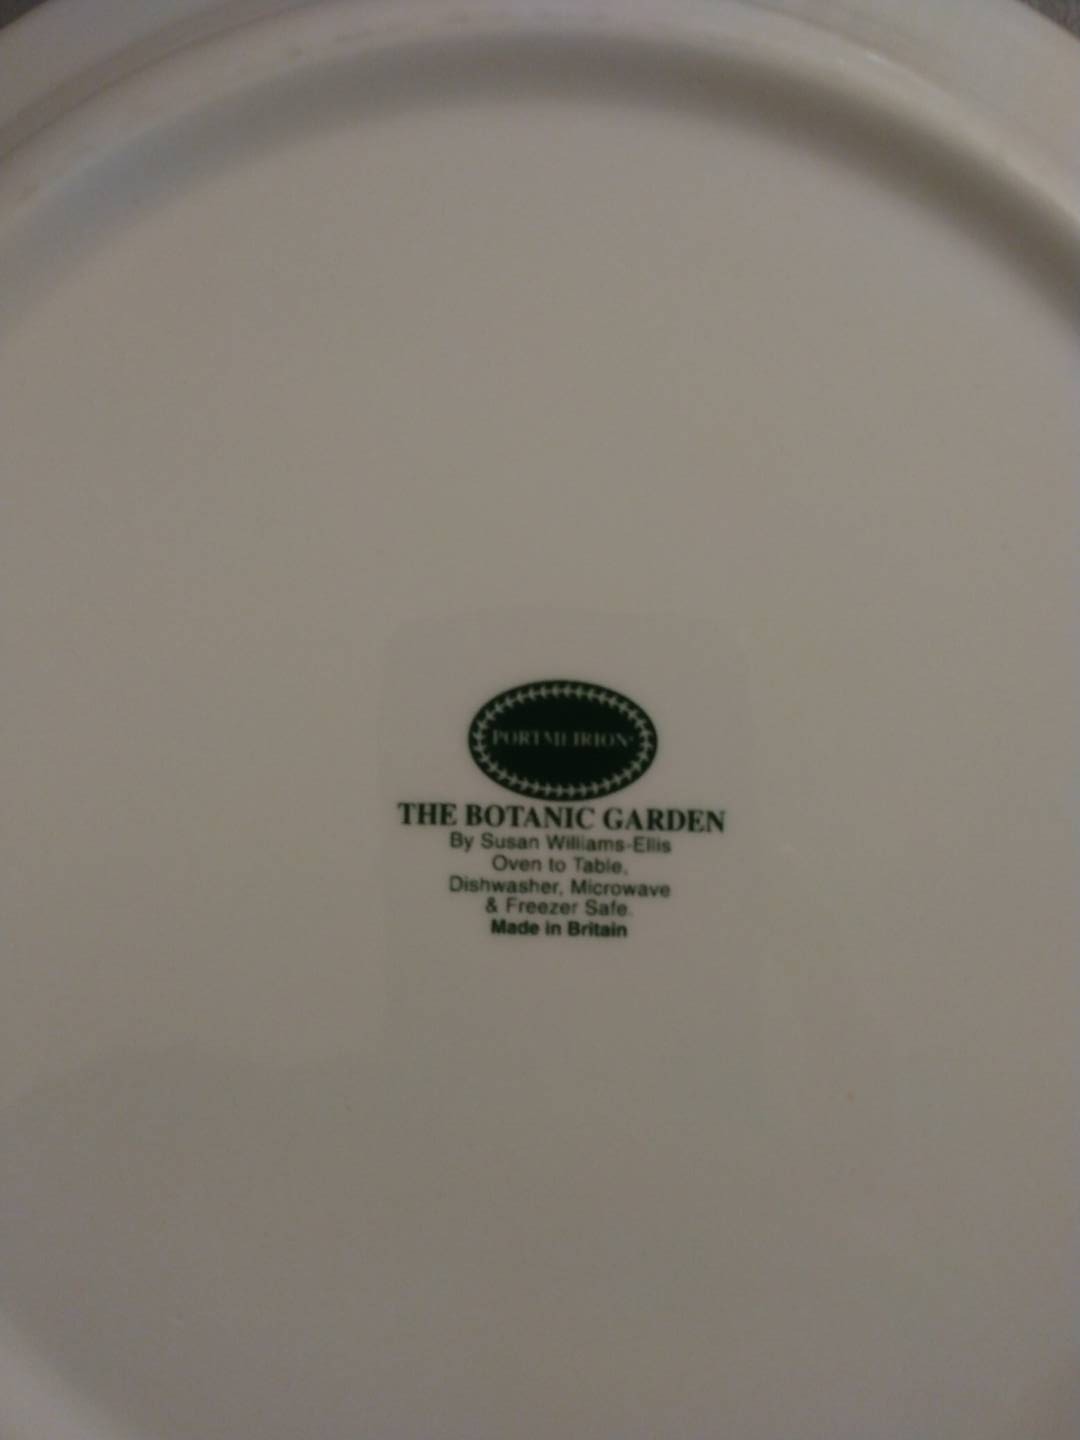 PORTMEIRION®
THE BOTANIC GARDEN
By Susan Williams-Ellis
Oven to Table,
Dishwasher, Microwave
& Freezer Safe.
Made in Britain